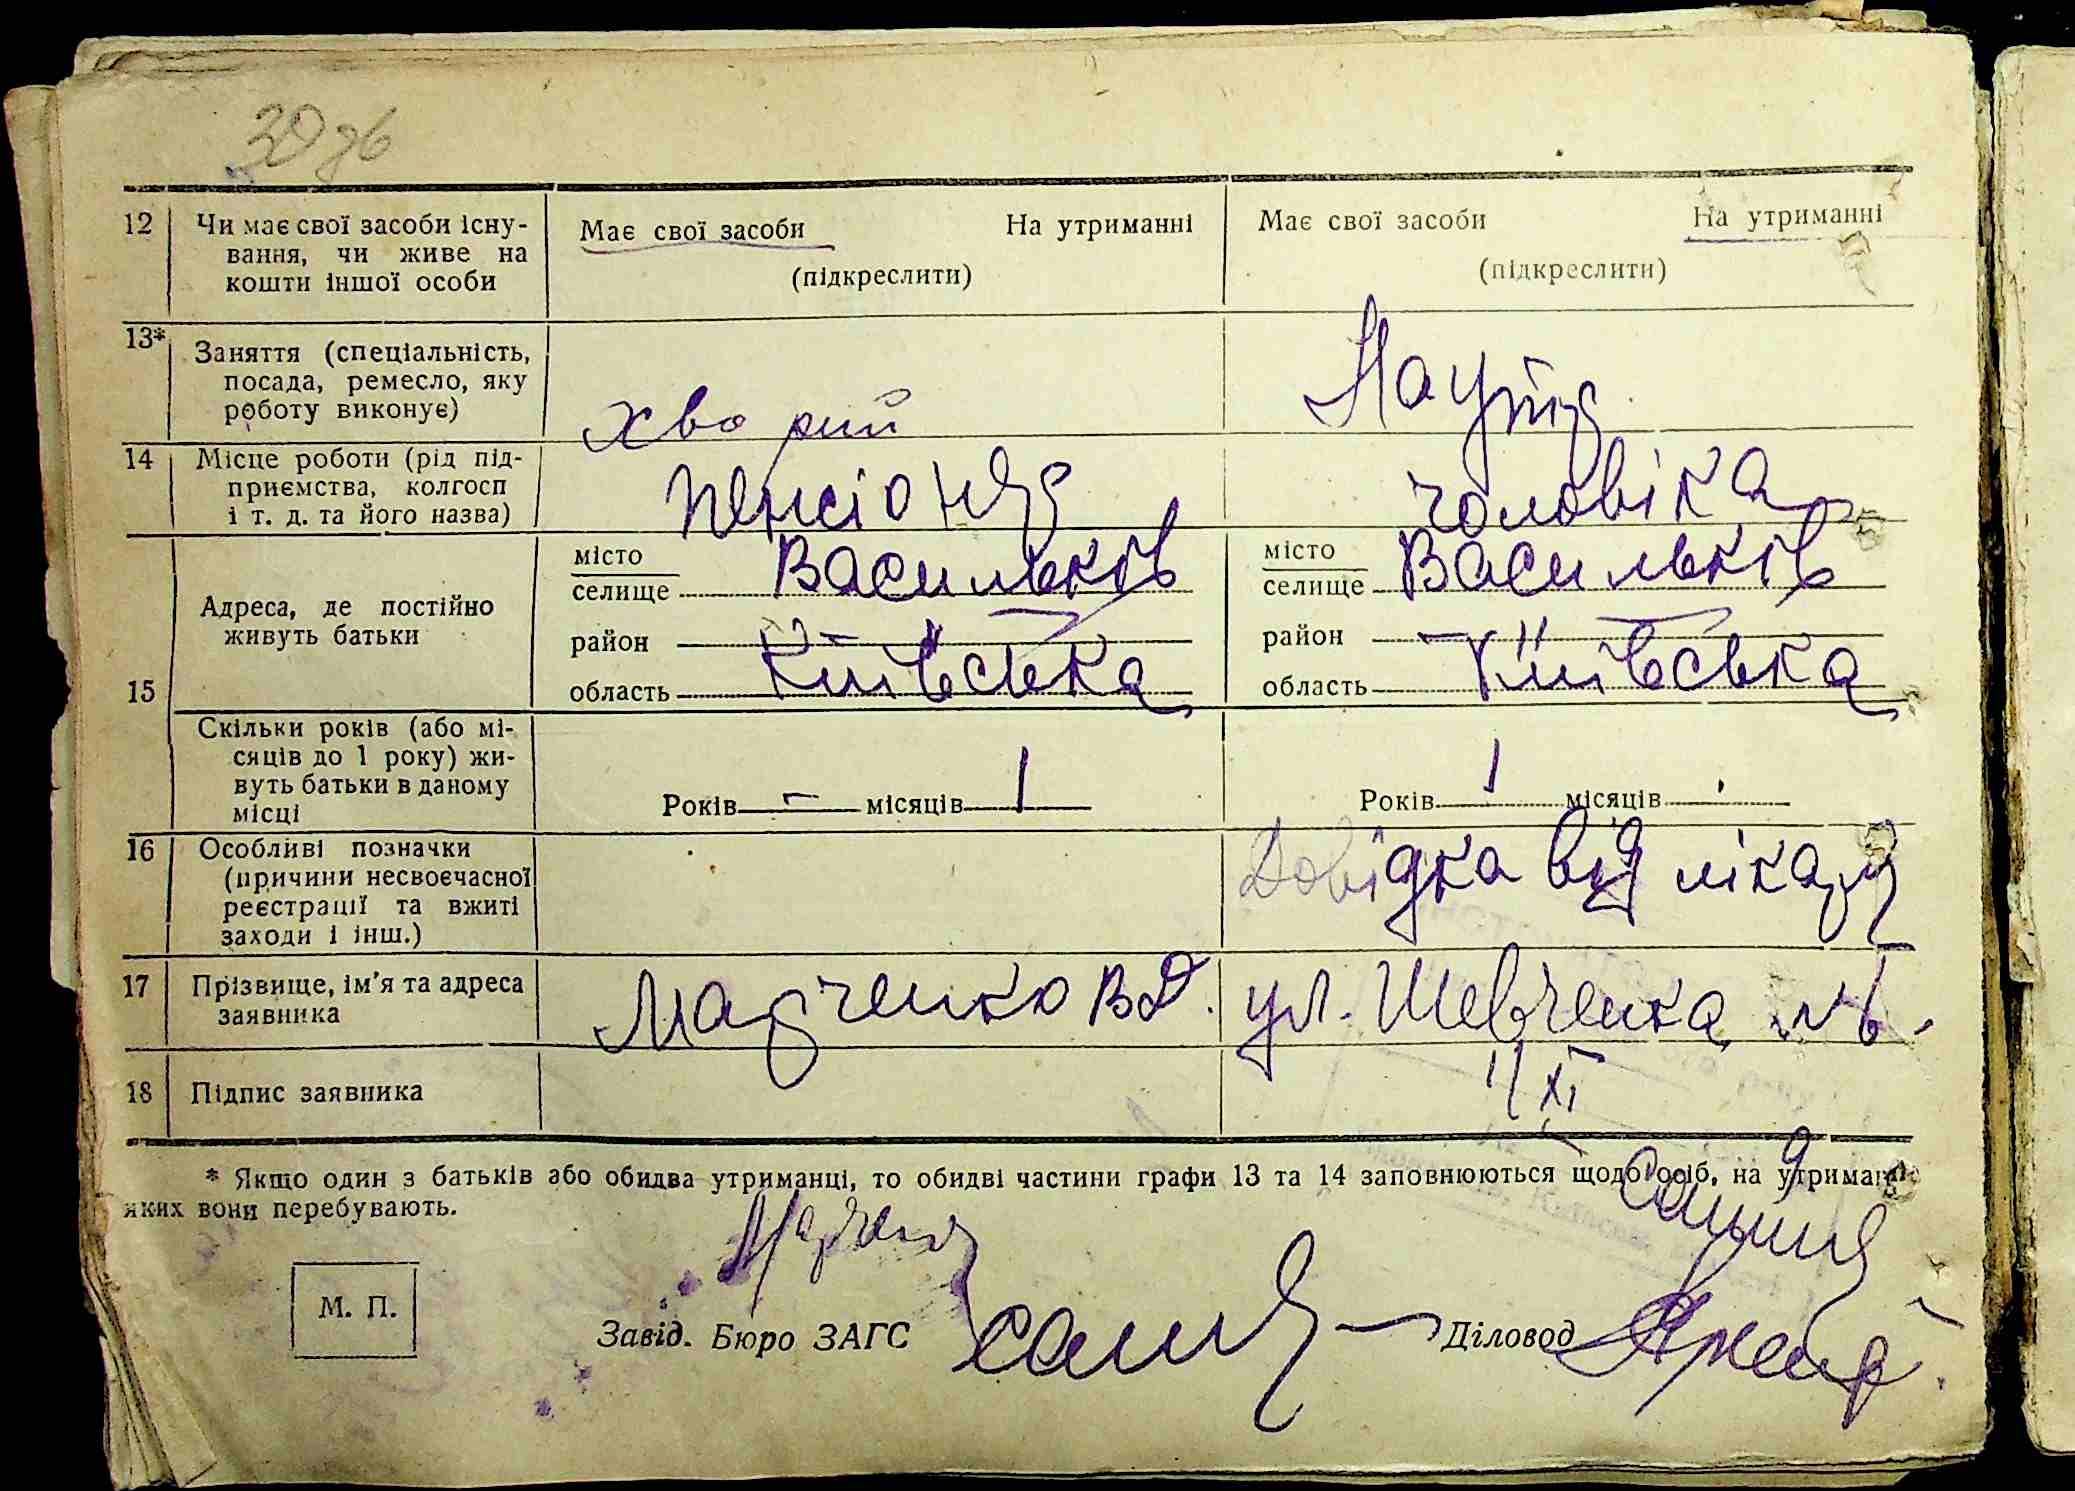 12 Чи має свої засоби існу-
вання, чи живе на
кошти іншої особи
Має свої засоби На утриманні
(підкреслити)
Має свої засоби На утриманні
(підкреслити)
13* Заняття (спеціальність,
посада, ремесло, яку
роботу виконує)
хворий
На утр
14 Місце роботи (рід під-
приємства, колгосп
і т. д. та його назва)
пенсіонер
чоловіка
15 Адреса, де постійно
живуть батьки
місто
селище Васильків
район —
область Київська
місто
селище Васильків
район —
область Київська
Скільки років (або мі-
сяців до 1 року) жи-
вуть батьки в даному
місці
Років - місяців 1
Років 1 місяців
16 Особливі позначки
(причини несвоєчасної
реєстрації та вжиті
заходи і інш.)
Довідка від лікаря
17 Прізвище, ім'я та адреса
заявника
Марченко В Д. ул. Шевченка
18 Підпис заявника
11/XI
* Якщо один з батьків або обидва утриманці, то обидві частини графи 13 та 14 заповнюються щодо осіб, на утриманні
яких вони перебувають.
М. П.
Завід. Бюро ЗАГС
Діловод